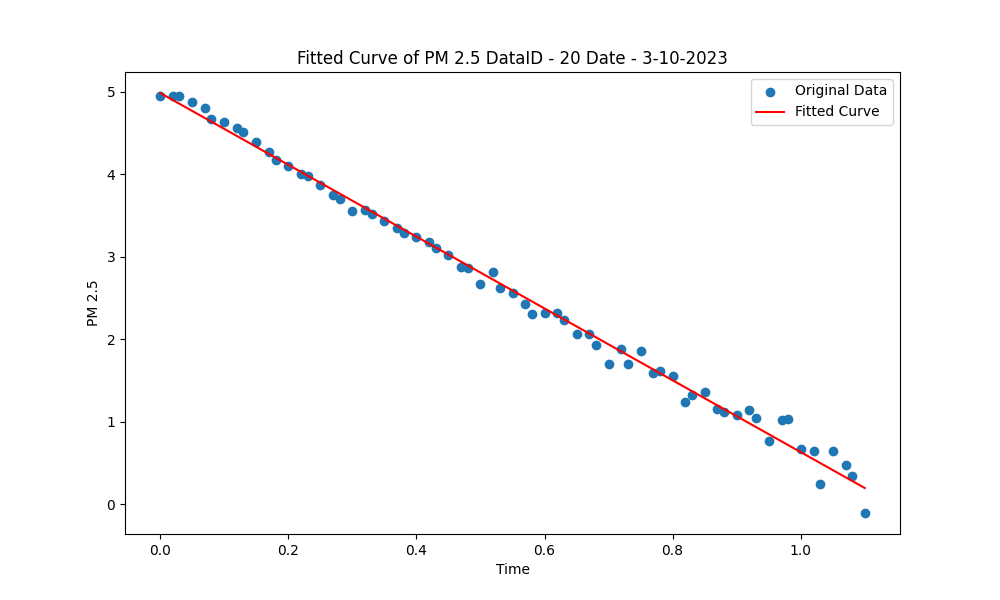 Fitted Curve of PM 2.5 DataID - 20 Date - 3-10-2023
Original Data
Fitted Curve
5
4
3
2
1
0
PM 2.5
0.0 0.2 0.4 0.6 0.8 1.0
Time